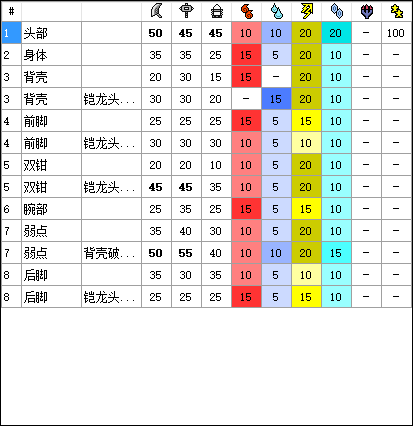 #
1 头部 50 45 45 10 10 20 20 – 100
2 身体 35 35 25 15 5 20 10 – –
3 背壳 20 30 15 15 – 20 10 – –
3 背壳 铠龙头... 30 30 20 – 15 20 10 – –
4 前脚 25 25 25 15 5 15 10 – –
4 前脚 铠龙头... 30 30 30 10 5 10 10 – –
5 双钳 20 20 10 10 5 20 10 – –
5 双钳 铠龙头... 45 45 35 10 5 20 10 – –
6 腕部 25 35 25 15 5 15 10 – –
7 弱点 35 40 30 10 5 20 10 – –
7 弱点 背壳破... 50 55 40 10 10 20 15 – –
8 后脚 35 30 35 10 5 10 10 – –
8 后脚 铠龙头... 25 25 25 15 5 15 10 – –